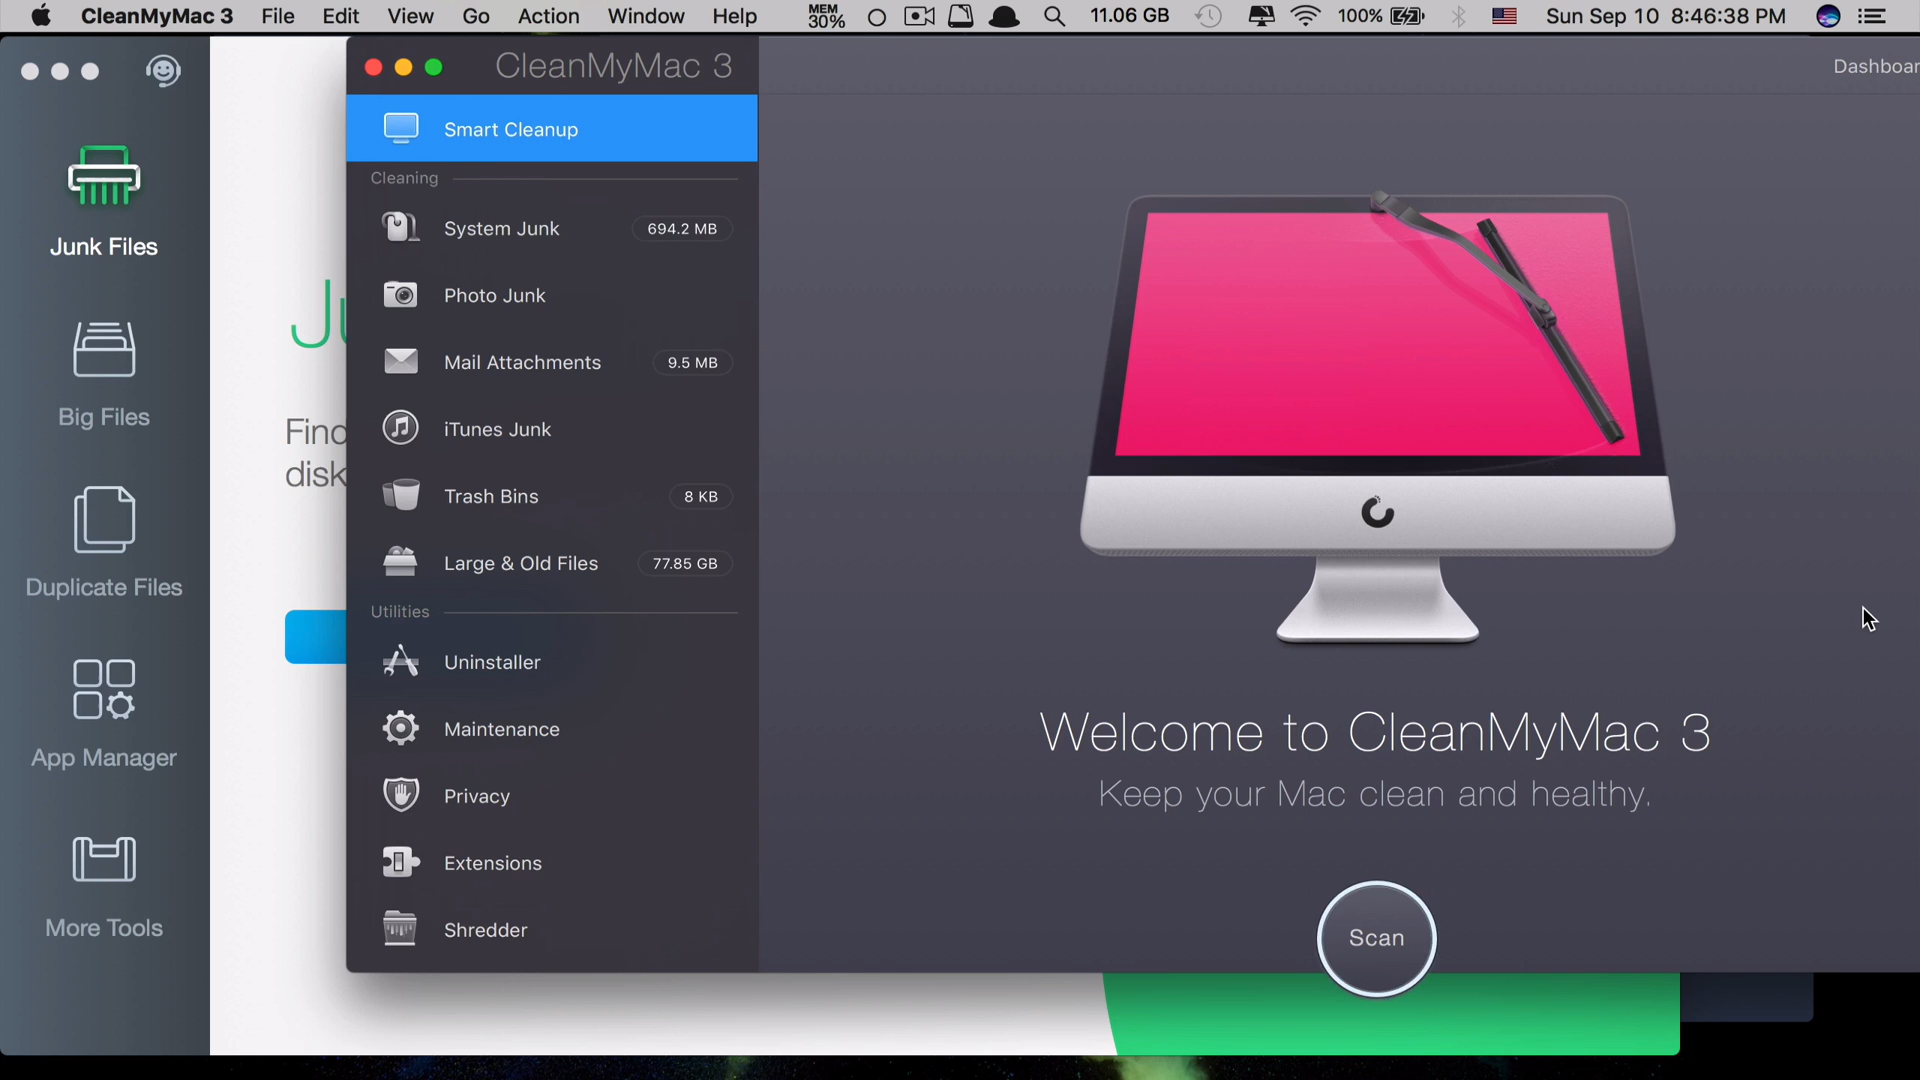 CleanMyMac 3 File Edit View Go Action Window Help MEM 30% 11.06 GB 100% Sun Sep 10 8:46:38 PM
Junk Files
Big Files
Duplicate Files
App Manager
More Tools
Ju
Find
disk
CleanMyMac 3
Smart Cleanup
Cleaning
System Junk 694.2 MB
Photo Junk
Mail Attachments 9.5 MB
iTunes Junk
Trash Bins 8 KB
Large & Old Files 77.85 GB
Utilities
Uninstaller
Maintenance
Privacy
Extensions
Shredder
Dashboar
Welcome to CleanMyMac 3
Keep your Mac clean and healthy.
Scan